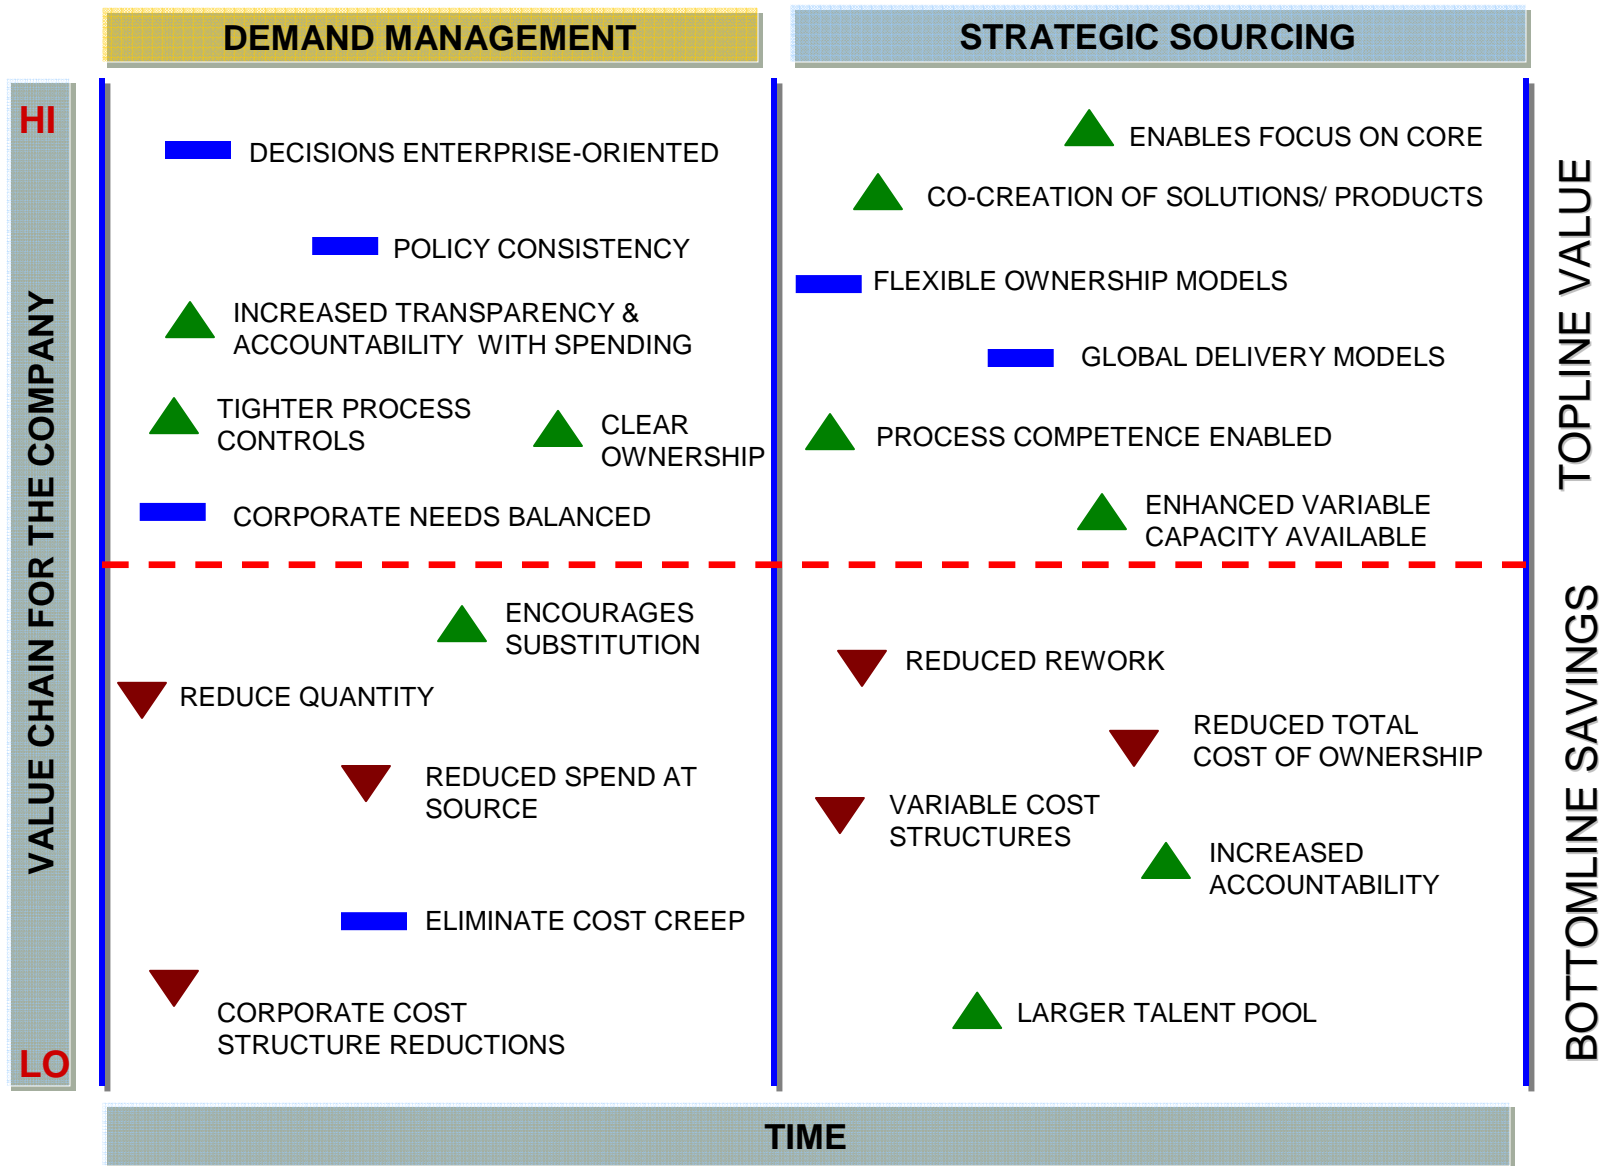 DEMAND MANAGEMENT
STRATEGIC SOURCING
HI
VALUE CHAIN FOR THE COMPANY
LO
DECISIONS ENTERPRISE-ORIENTED
POLICY CONSISTENCY
INCREASED TRANSPARENCY &
ACCOUNTABILITY WITH SPENDING
TIGHTER PROCESS
CONTROLS
CLEAR
OWNERSHIP
CORPORATE NEEDS BALANCED
ENCOURAGES
SUBSTITUTION
REDUCE QUANTITY
REDUCED SPEND AT
SOURCE
ELIMINATE COST CREEP
CORPORATE COST
STRUCTURE REDUCTIONS
ENABLES FOCUS ON CORE
CO-CREATION OF SOLUTIONS/ PRODUCTS
FLEXIBLE OWNERSHIP MODELS
GLOBAL DELIVERY MODELS
PROCESS COMPETENCE ENABLED
ENHANCED VARIABLE
CAPACITY AVAILABLE
REDUCED REWORK
REDUCED TOTAL
COST OF OWNERSHIP
VARIABLE COST
STRUCTURES
INCREASED
ACCOUNTABILITY
LARGER TALENT POOL
TOPLINE VALUE
BOTTOMLINE SAVINGS
TIME